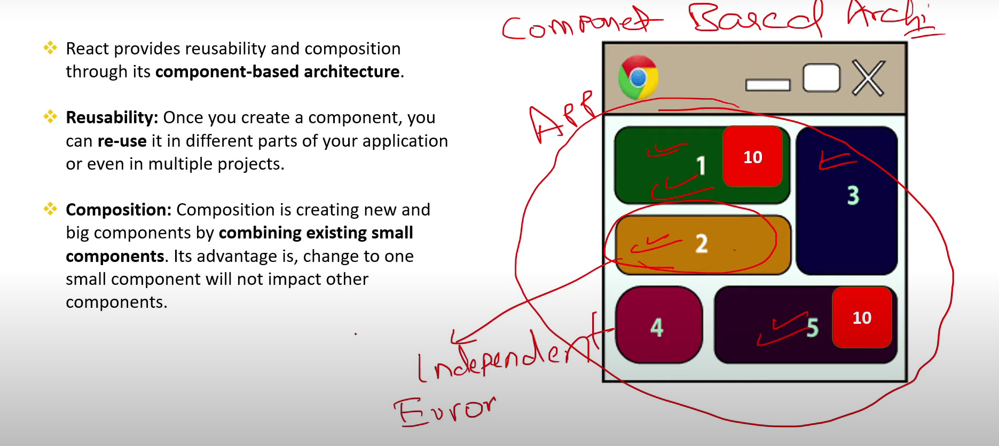 Componet Based Archi
React provides reusability and composition
through its component-based architecture.
Reusability: Once you create a component, you
can re-use it in different parts of your application
or even in multiple projects.
Composition: Composition is creating new and
big components by combining existing small
components. Its advantage is, change to one
small component will not impact other
components.
App
1
10
2
3
4
5
10
Independent
Error